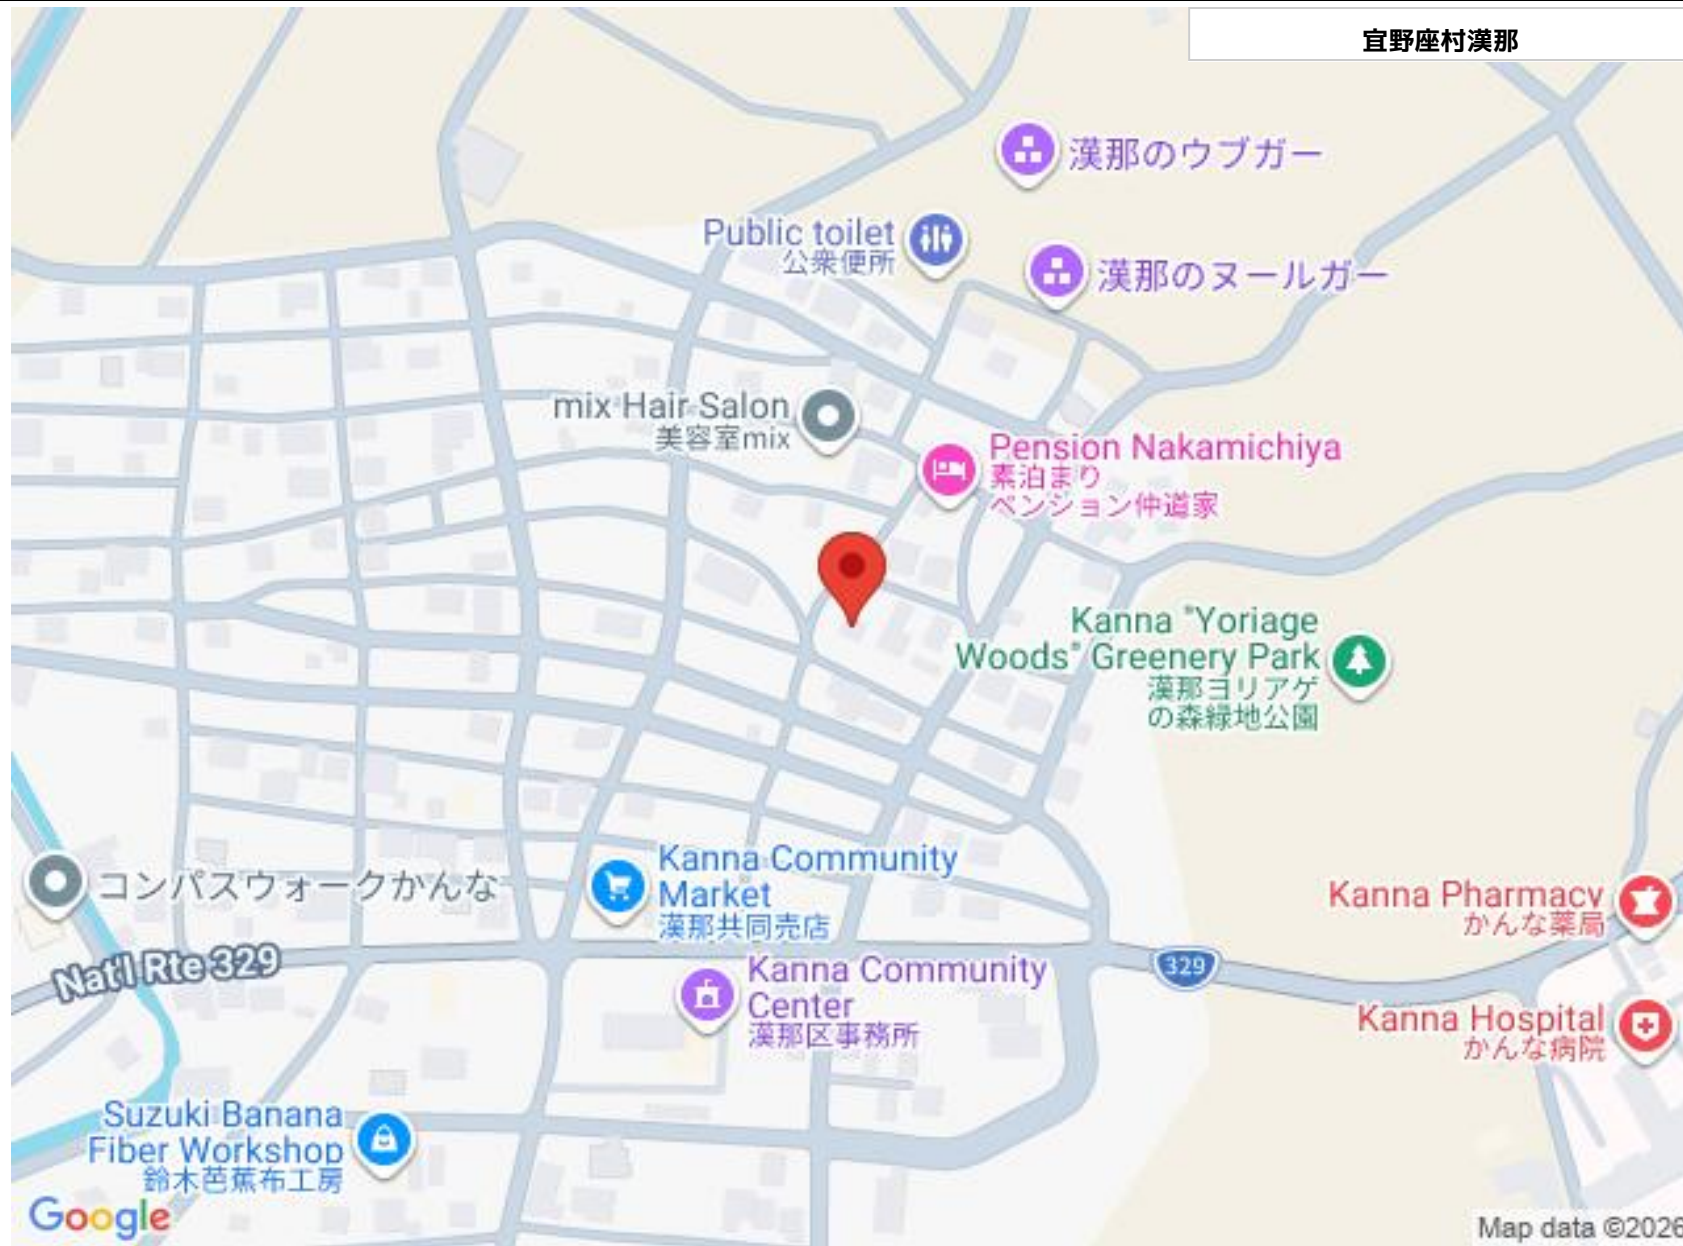 宜野座村漢那
漢那のウブガー
Public toilet
公衆便所
漢那のヌールガー
mix Hair Salon
美容室mix
Pension Nakamichiya
素泊まり
ペンション仲道家
Kanna "Yoriage
Woods" Greenery Park
漢那ヨリアゲ
の森緑地公園
Kanna Community
Market
漢那共同売店
コンパスウォークかんな
Kanna Pharmacy
かんな薬局
Nat'l Rte 329
329
Kanna Community
Center
漢那区事務所
Kanna Hospital
かんな病院
Suzuki Banana
Fiber Workshop
鈴木芭蕉布工房
Google
Map data ©2026